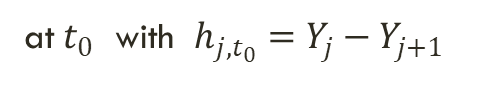 at t₀ with h_{j,t₀} = Y_j − Y_{j+1}